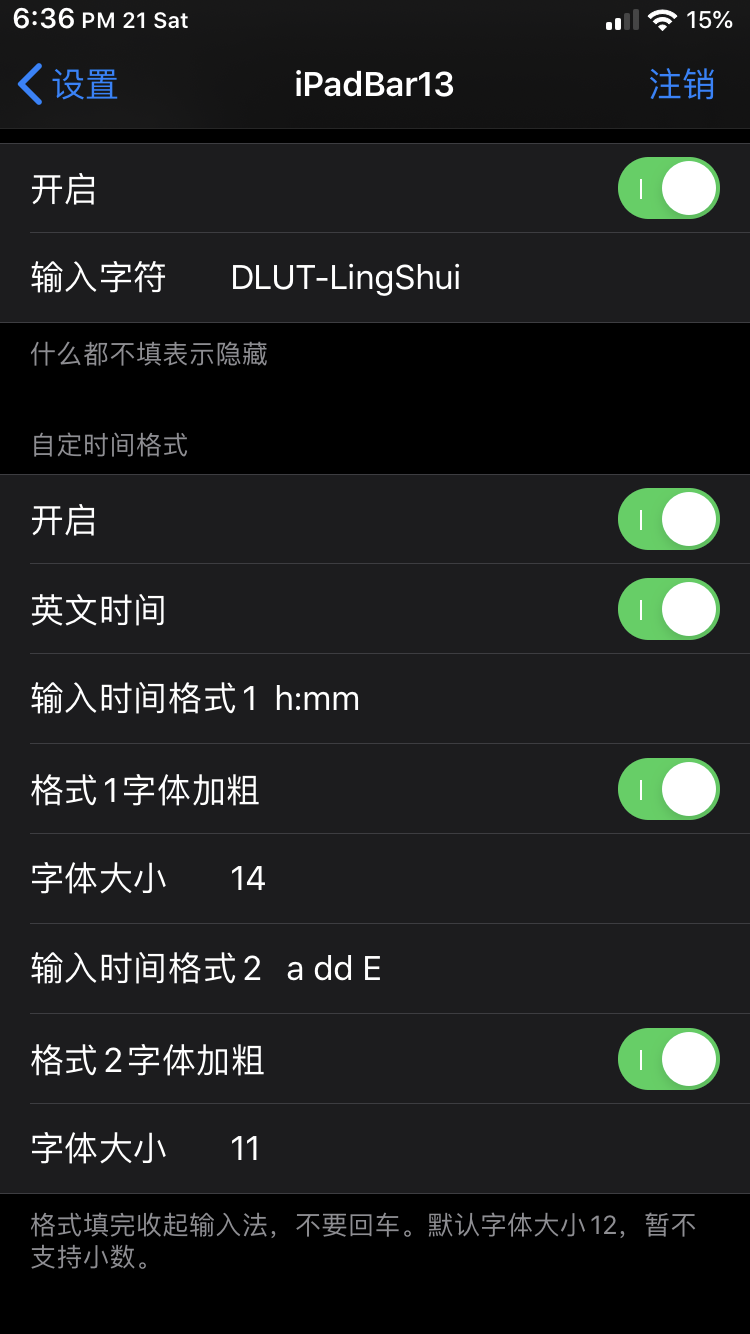 6:36 PM 21 Sat 15%
设置 iPadBar13 注销
开启
输入字符 DLUT-LingShui
什么都不填表示隐藏
自定时间格式
开启
英文时间
输入时间格式1 h:mm
格式1字体加粗
字体大小 14
输入时间格式2 a dd E
格式2字体加粗
字体大小 11
格式填完收起输入法，不要回车。默认字体大小12，暂不
支持小数。